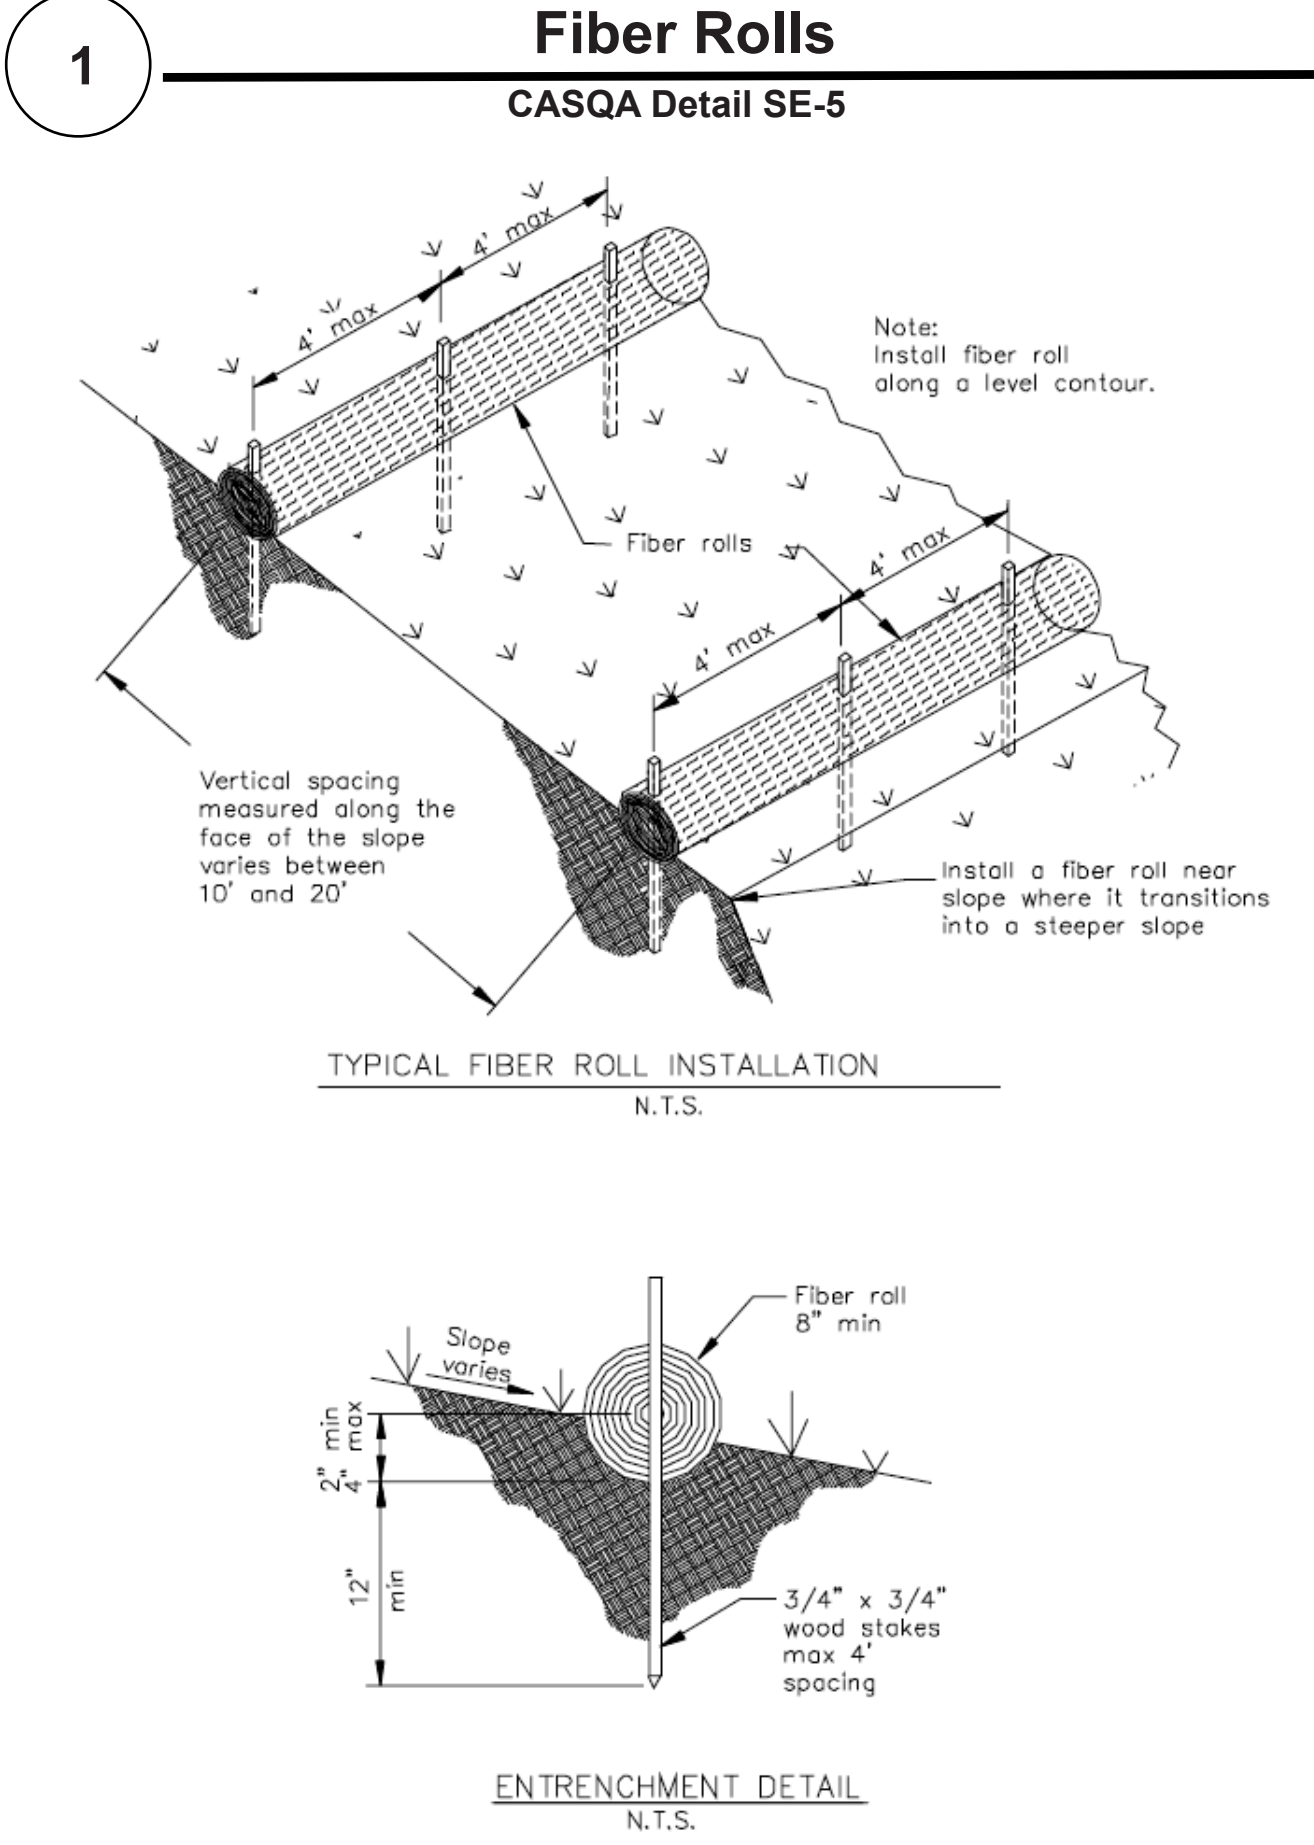 1
Fiber Rolls
CASQA Detail SE-5
4' max
4' max
Note:
Install fiber roll
along a level contour.
Fiber rolls
4' max
4' max
Vertical spacing
measured along the
face of the slope
varies between
10' and 20'
Install a fiber roll near
slope where it transitions
into a steeper slope
TYPICAL FIBER ROLL INSTALLATION
N.T.S.
Fiber roll
8" min
Slope
varies
2" min
4" max
12"
min
3/4" x 3/4"
wood stakes
max 4'
spacing
ENTRENCHMENT DETAIL
N.T.S.